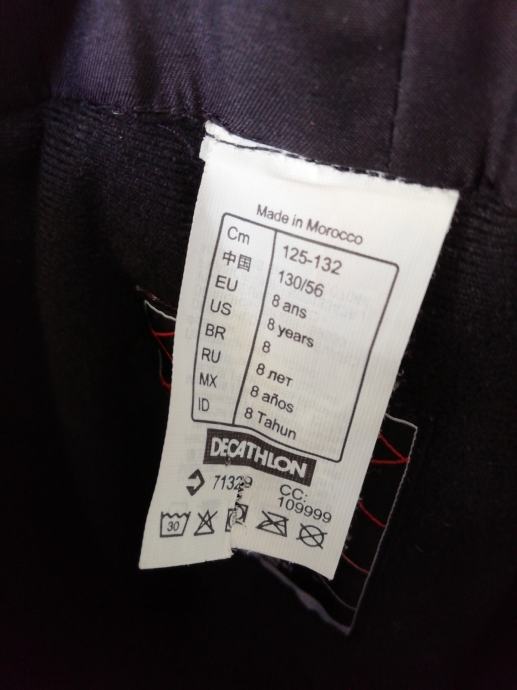 Made in Morocco
Cm 125-132
中国 130/56
EU 8 ans
US 8 years
BR 8
RU 8 лет
MX 8 años
ID 8 Tahun
DECATHLON
71329 CC:
109999
30